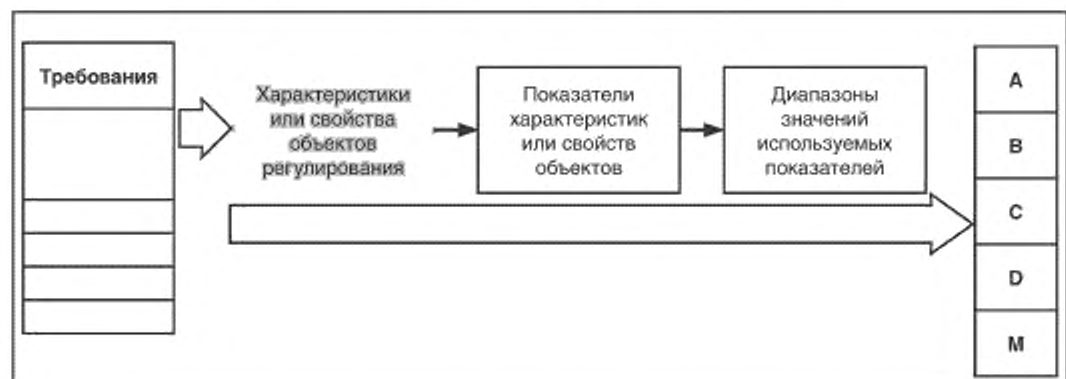 Требования
Характеристики
или свойства
объектов
регулирования
Показатели
характеристик
или свойств
объектов
Диапазоны
значений
используемых
показателей
A
B
C
D
M